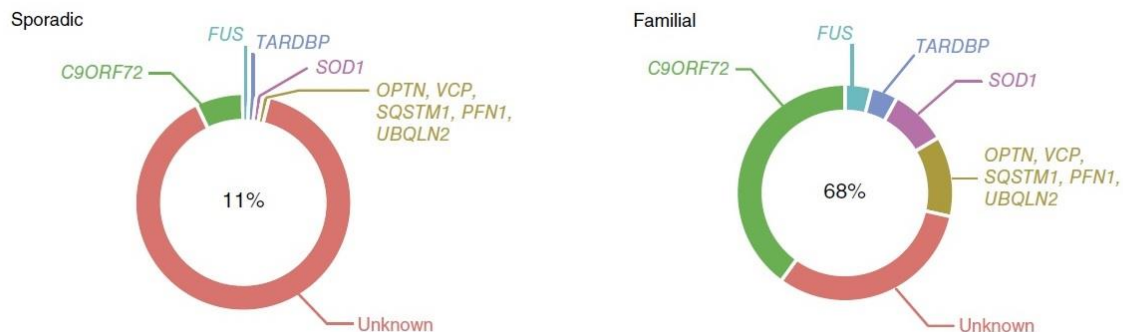 Sporadic
FUS
TARDBP
C9ORF72
SOD1
OPTN, VCP,
SQSTM1, PFN1,
UBQLN2
11%
Unknown
Familial
FUS
TARDBP
C9ORF72
SOD1
OPTN, VCP,
SQSTM1, PFN1,
UBQLN2
68%
Unknown